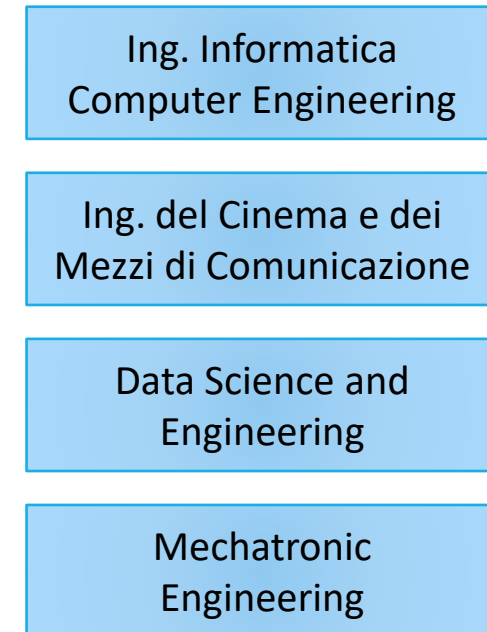 Ing. Informatica
Computer Engineering
Ing. del Cinema e dei
Mezzi di Comunicazione
Data Science and
Engineering
Mechatronic
Engineering